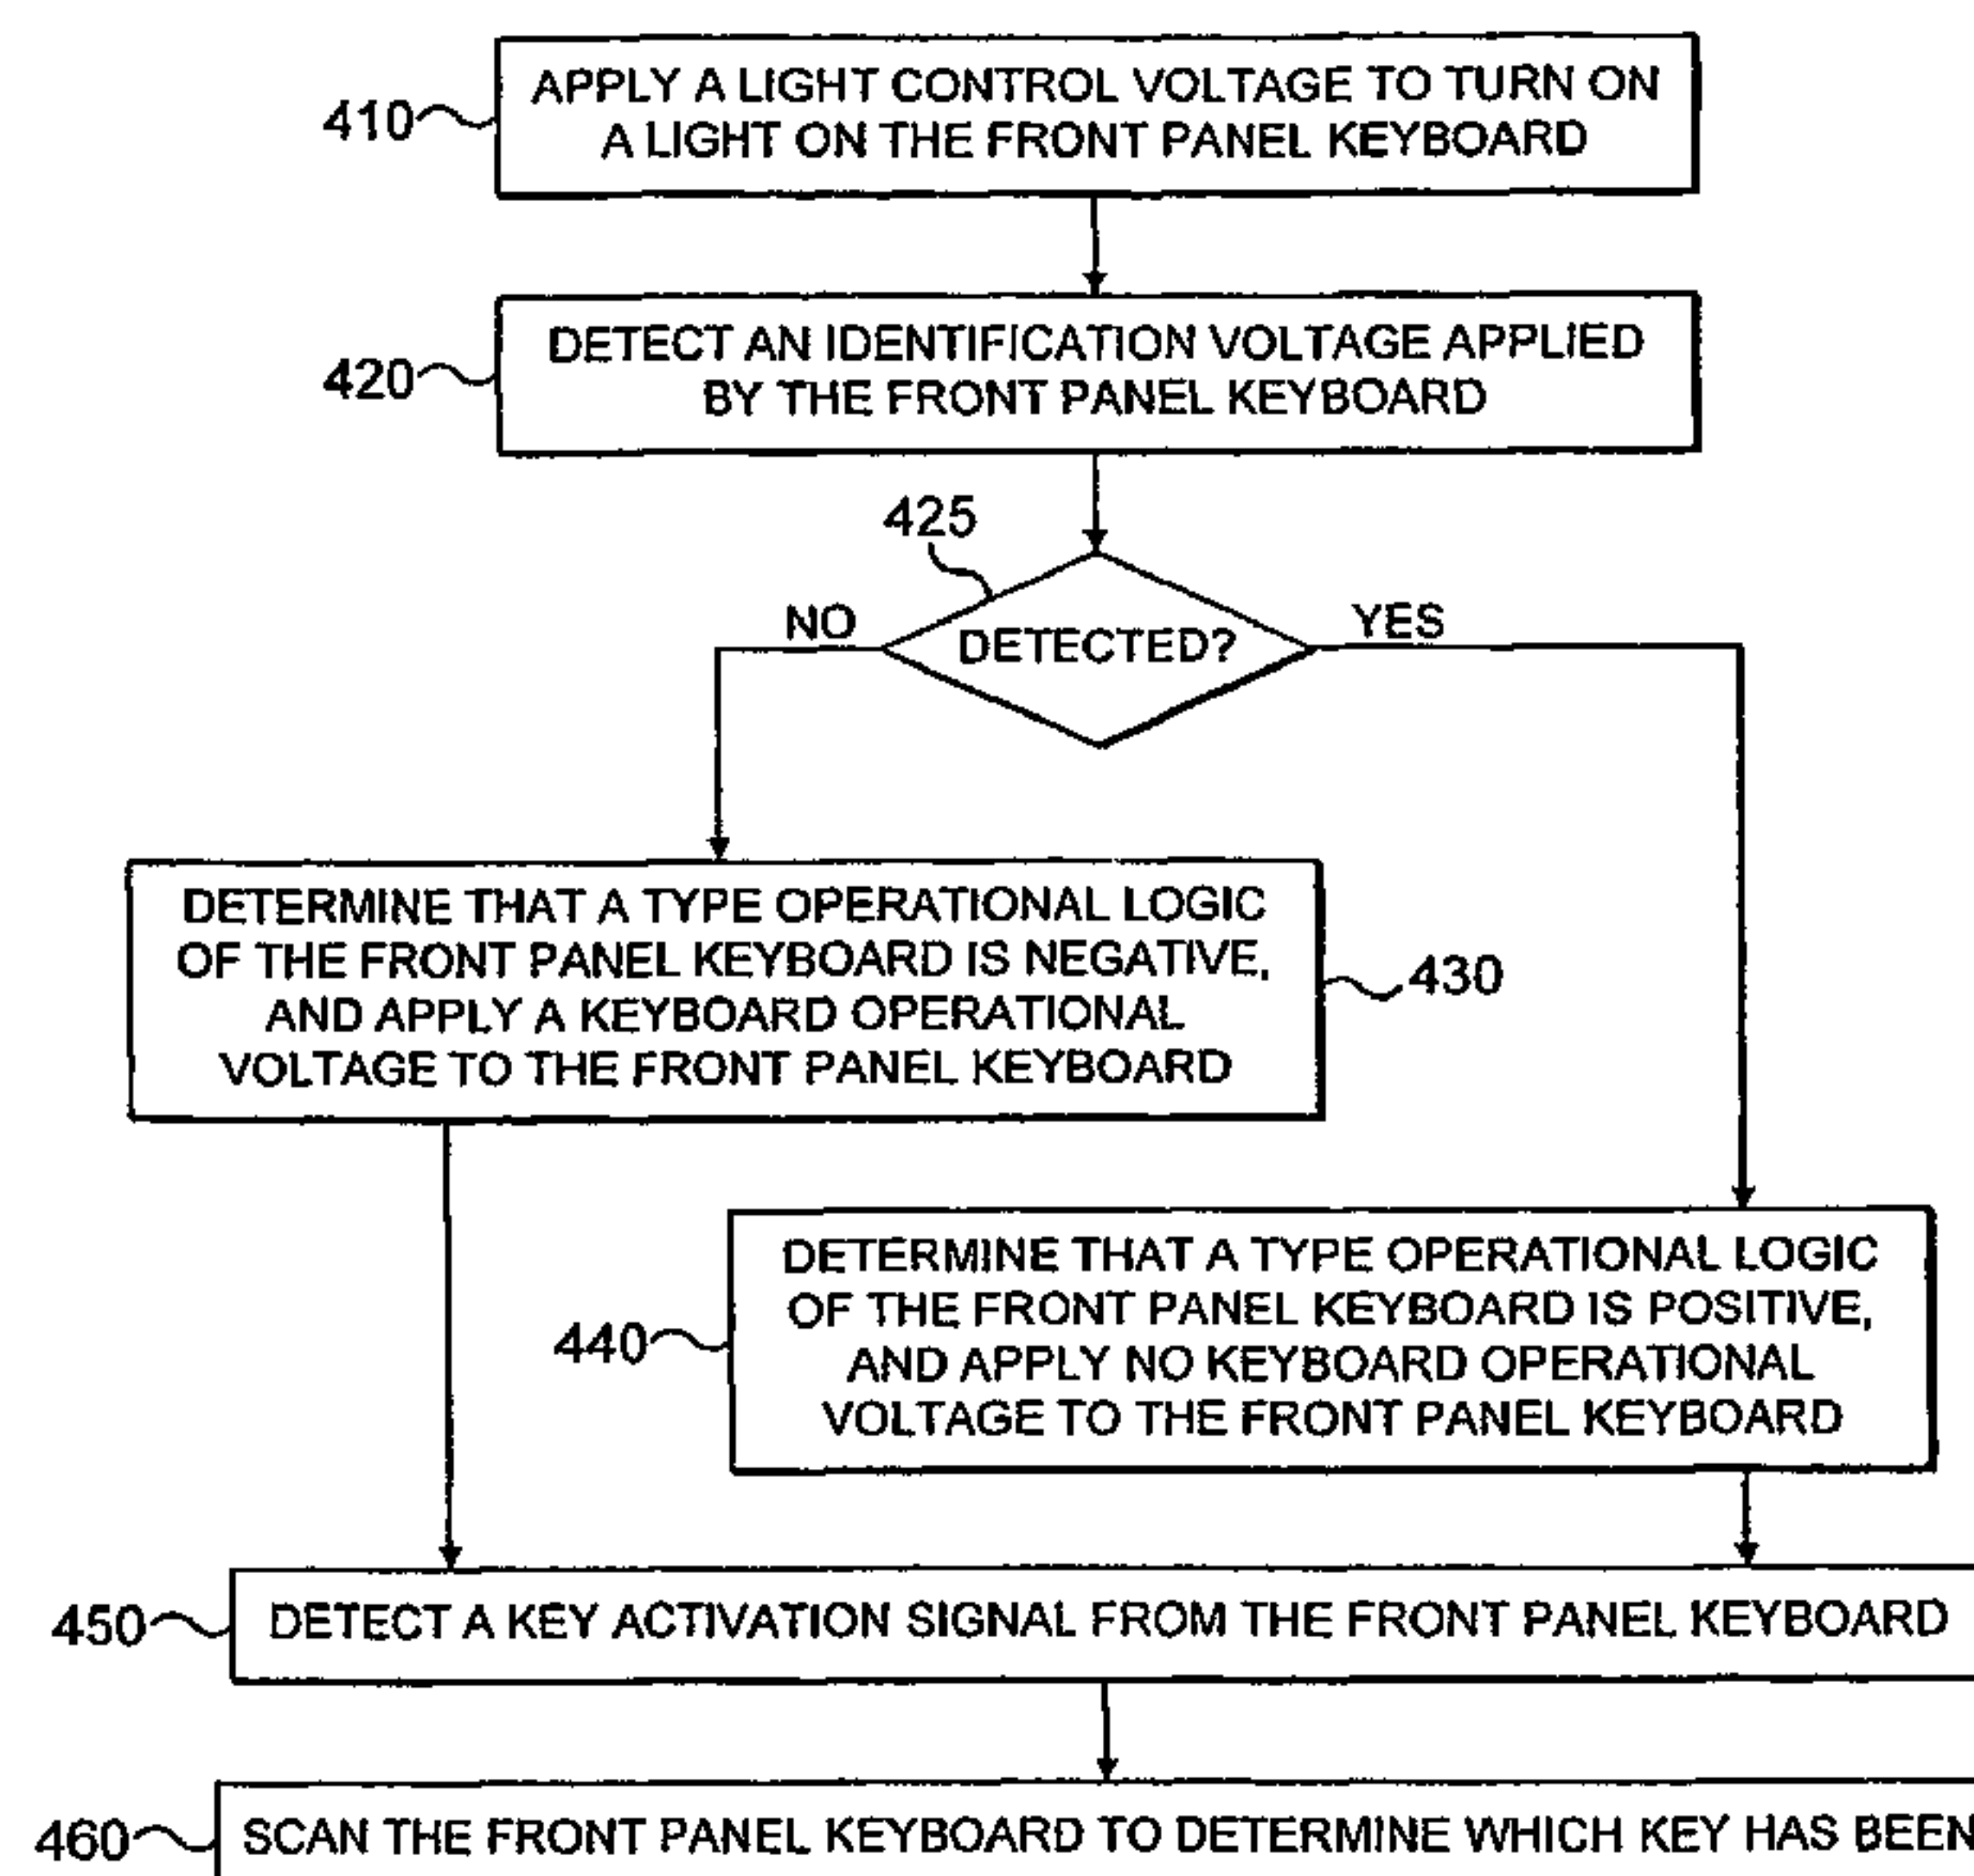 410
APPLY A LIGHT CONTROL VOLTAGE TO TURN ON
A LIGHT ON THE FRONT PANEL KEYBOARD
420
DETECT AN IDENTIFICATION VOLTAGE APPLIED
BY THE FRONT PANEL KEYBOARD
425
NO
DETECTED?
YES
DETERMINE THAT A TYPE OPERATIONAL LOGIC
OF THE FRONT PANEL KEYBOARD IS NEGATIVE,
AND APPLY A KEYBOARD OPERATIONAL
VOLTAGE TO THE FRONT PANEL KEYBOARD
430
440
DETERMINE THAT A TYPE OPERATIONAL LOGIC
OF THE FRONT PANEL KEYBOARD IS POSITIVE,
AND APPLY NO KEYBOARD OPERATIONAL
VOLTAGE TO THE FRONT PANEL KEYBOARD
450
DETECT A KEY ACTIVATION SIGNAL FROM THE FRONT PANEL KEYBOARD
460
SCAN THE FRONT PANEL KEYBOARD TO DETERMINE WHICH KEY HAS BEEN